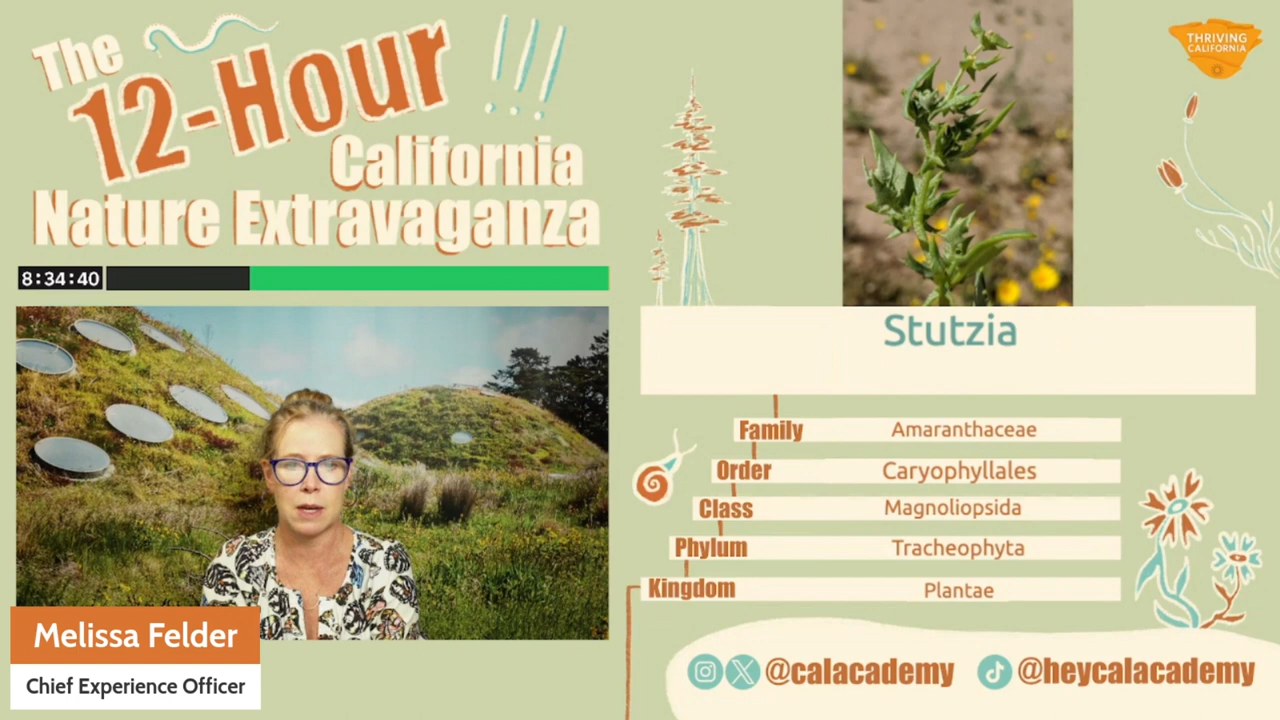 The
12-Hour!!!
California
Nature Extravaganza
8:34:40
Melissa Felder
Chief Experience Officer
THRIVING
CALIFORNIA
Stutzia
Family Amaranthaceae
Order Caryophyllales
Class Magnoliopsida
Phylum Tracheophyta
Kingdom Plantae
@calacademy @heycalacademy